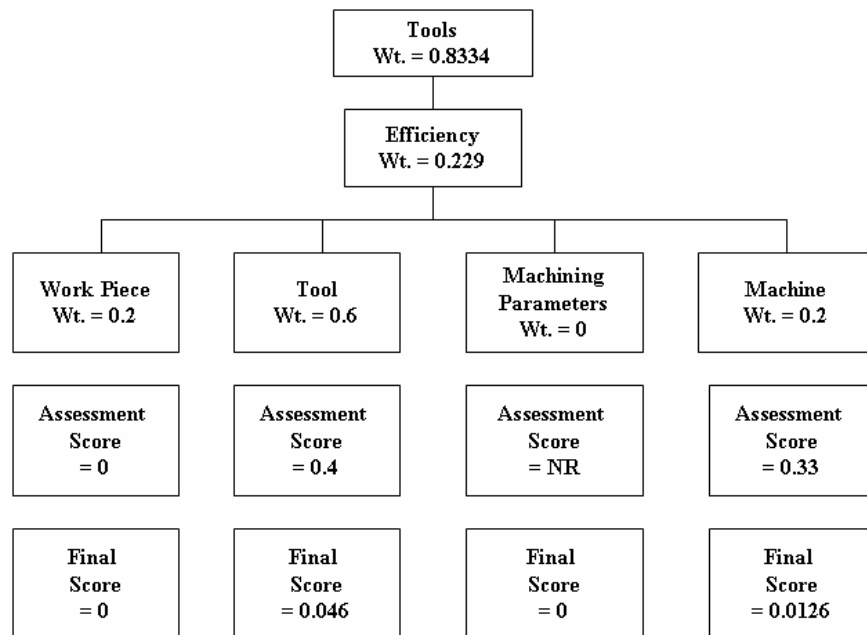 Tools
Wt. = 0.8334
Efficiency
Wt. = 0.229
Work Piece
Wt. = 0.2
Tool
Wt. = 0.6
Machining
Parameters
Wt. = 0
Machine
Wt. = 0.2
Assessment
Score
= 0
Assessment
Score
= 0.4
Assessment
Score
= NR
Assessment
Score
= 0.33
Final
Score
= 0
Final
Score
= 0.046
Final
Score
= 0
Final
Score
= 0.0126